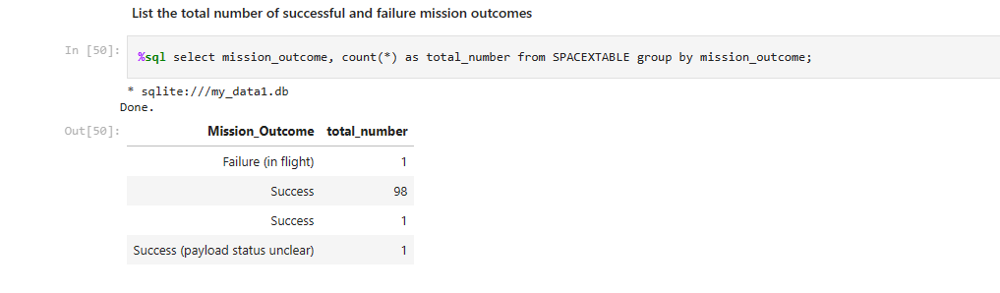 List the total number of successful and failure mission outcomes
In [50]: %sql select mission_outcome, count(*) as total_number from SPACEXTABLE group by mission_outcome;
* sqlite:///my_data1.db
Done.
Out[50]: Mission_Outcome total_number
Failure (in flight) 1
Success 98
Success 1
Success (payload status unclear) 1